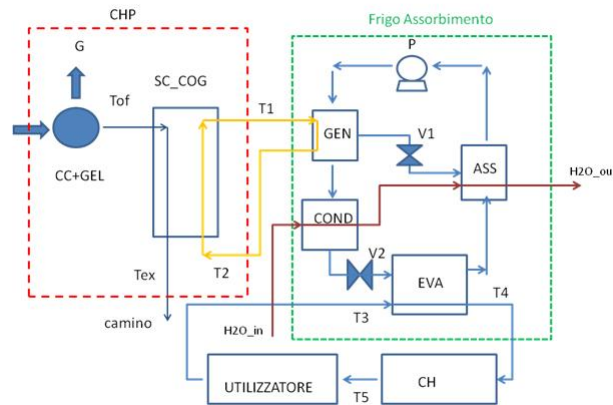 CHP
Frigo Assorbimento
G
P
SC_COG
Tof
T1
GEN
V1
ASS
H2O_ou
CC+GEL
COND
T2
V2
EVA
Tex
T4
T3
camino
H2O_in
UTILIZZATORE
CH
T5